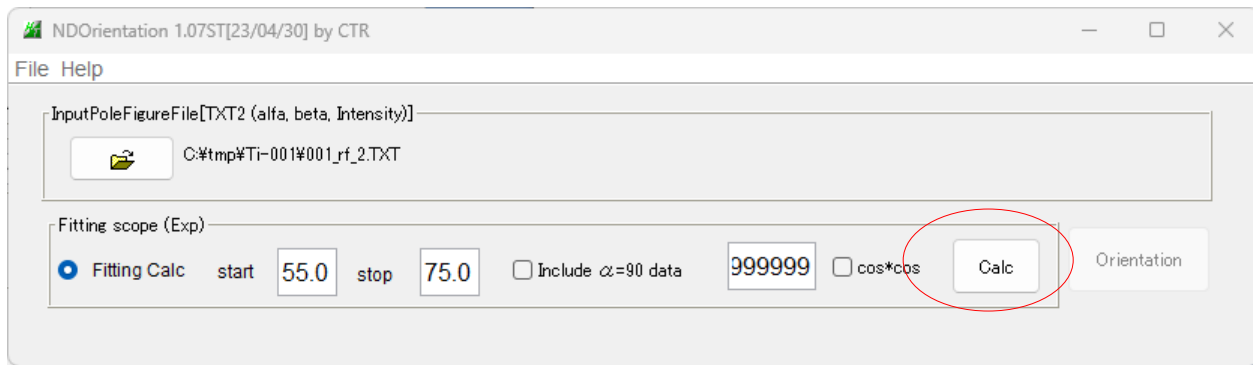 NDOrientation 1.07ST[23/04/30] by CTR
File Help
InputPoleFigureFile[TXT2 (alfa, beta, Intensity)]
C:¥tmp¥Ti-001¥001_rf_2.TXT
Fitting scope (Exp)
Fitting Calc start 55.0 stop 75.0 Include α=90 data 999999 cos*cos Calc Orientation